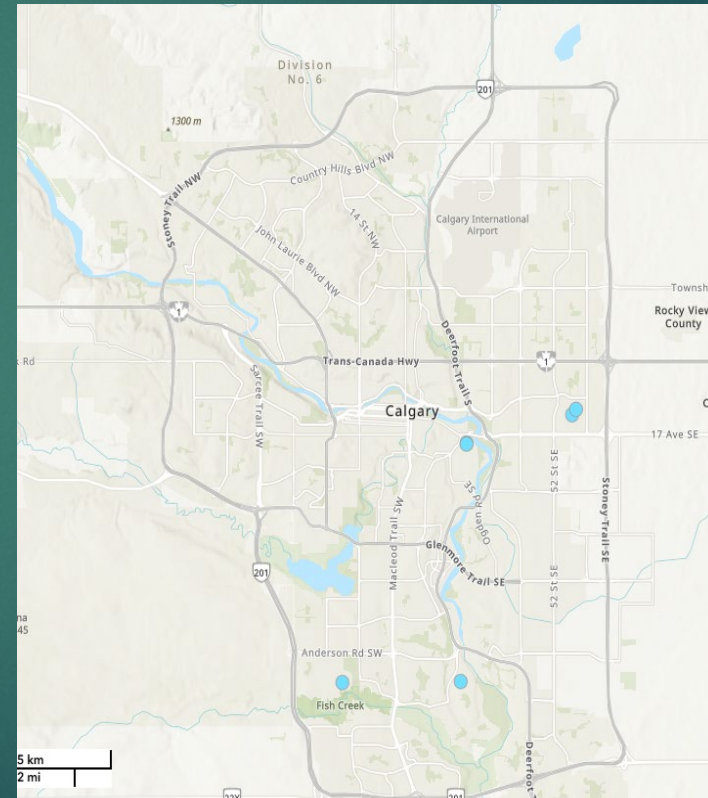 Division
No. 6
201
1300 m
Country Hills Blvd NW
Stoney Trail NW
14 St NW
Calgary International
Airport
John Laurie Blvd NW
Townsh
Rocky View
County
1
Deerfoot Trail S
k Rd
Trans-Canada Hwy
1
Sarcee Trail SW
Calgary
C
17 Ave SE
52 St SE
Ogden Rd SE
Stoney Trail SE
Macleod Trail SW
Glenmore Trail SE
201
52 St SE
na
45
Anderson Rd SW
Fish Creek
5 km
2 mi
Deerfoot T
22X
201